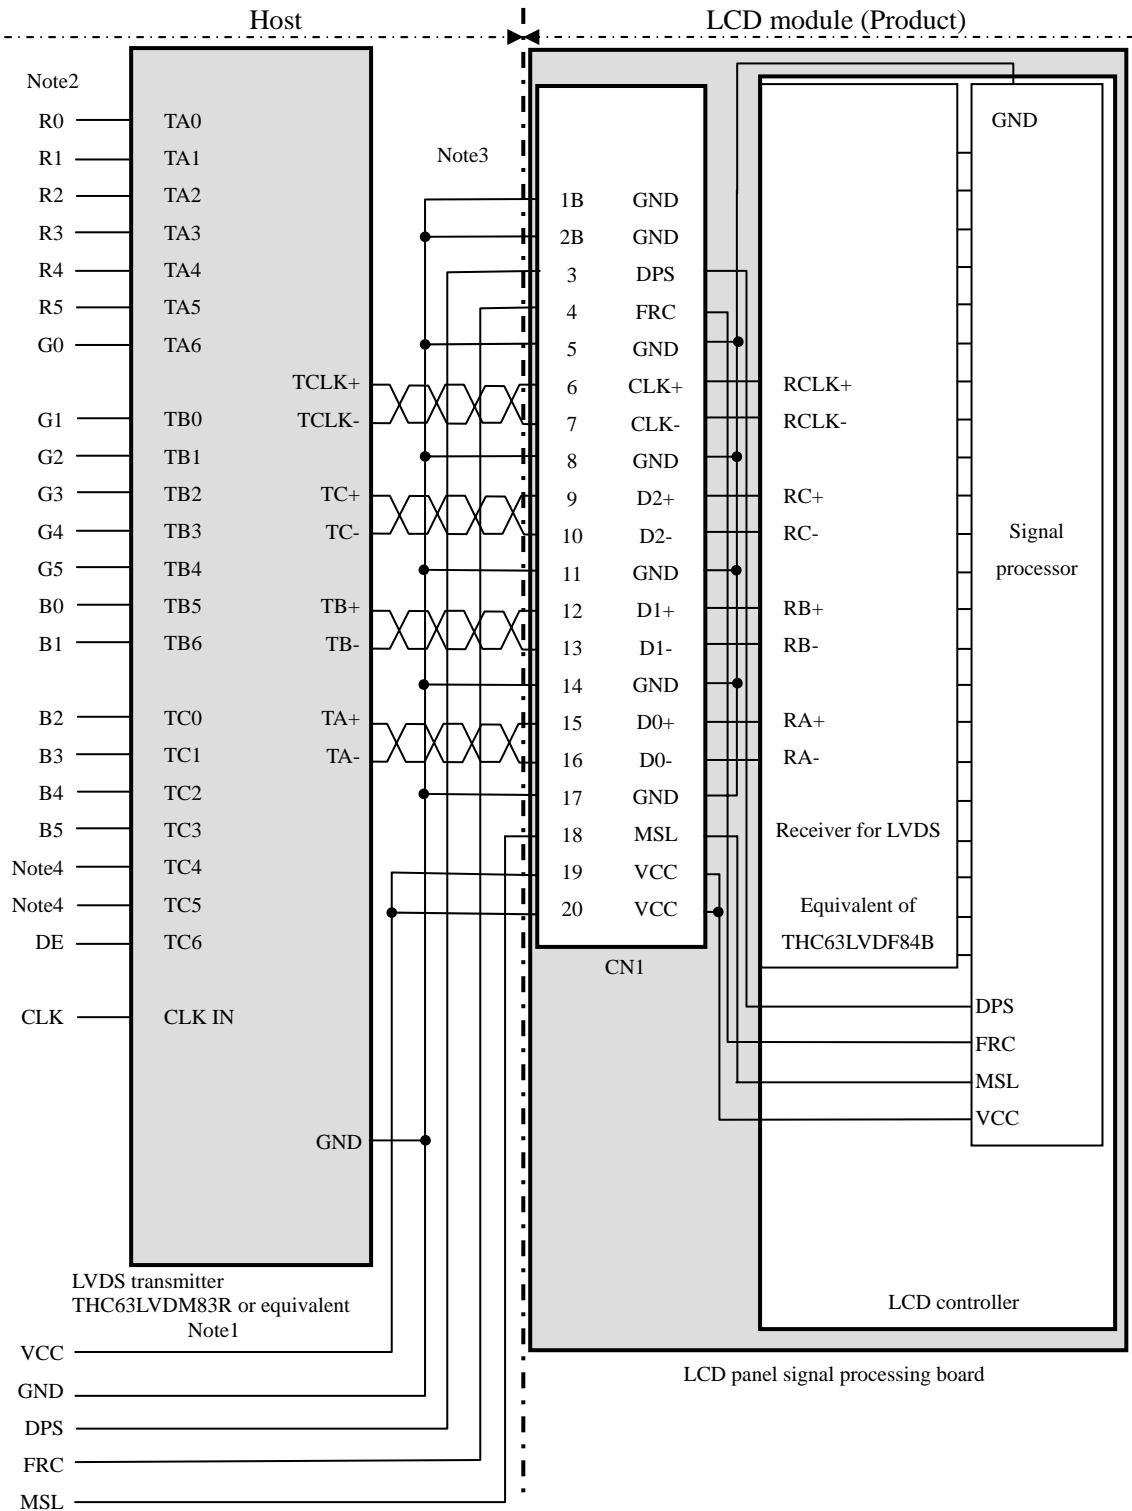 Host
LCD module (Product)
Note2
R0 TA0
R1 TA1
R2 TA2
R3 TA3
R4 TA4
R5 TA5
G0 TA6
G1 TB0
G2 TB1
G3 TB2
G4 TB3
G5 TB4
B0 TB5
B1 TB6
B2 TC0
B3 TC1
B4 TC2
B5 TC3
Note4 TC4
Note4 TC5
DE TC6
CLK CLK IN
TCLK+
TCLK-
TC+
TC-
TB+
TB-
TA+
TA-
GND
LVDS transmitter
THC63LVDM83R or equivalent
Note1
VCC
GND
DPS
FRC
MSL
Note3
1B GND
2B GND
3 DPS
4 FRC
5 GND
6 CLK+
7 CLK-
8 GND
9 D2+
10 D2-
11 GND
12 D1+
13 D1-
14 GND
15 D0+
16 D0-
17 GND
18 MSL
19 VCC
20 VCC
CN1
RCLK+
RCLK-
RC+
RC-
RB+
RB-
RA+
RA-
Receiver for LVDS
Equivalent of
THC63LVDF84B
GND
Signal
processor
DPS
FRC
MSL
VCC
LCD controller
LCD panel signal processing board